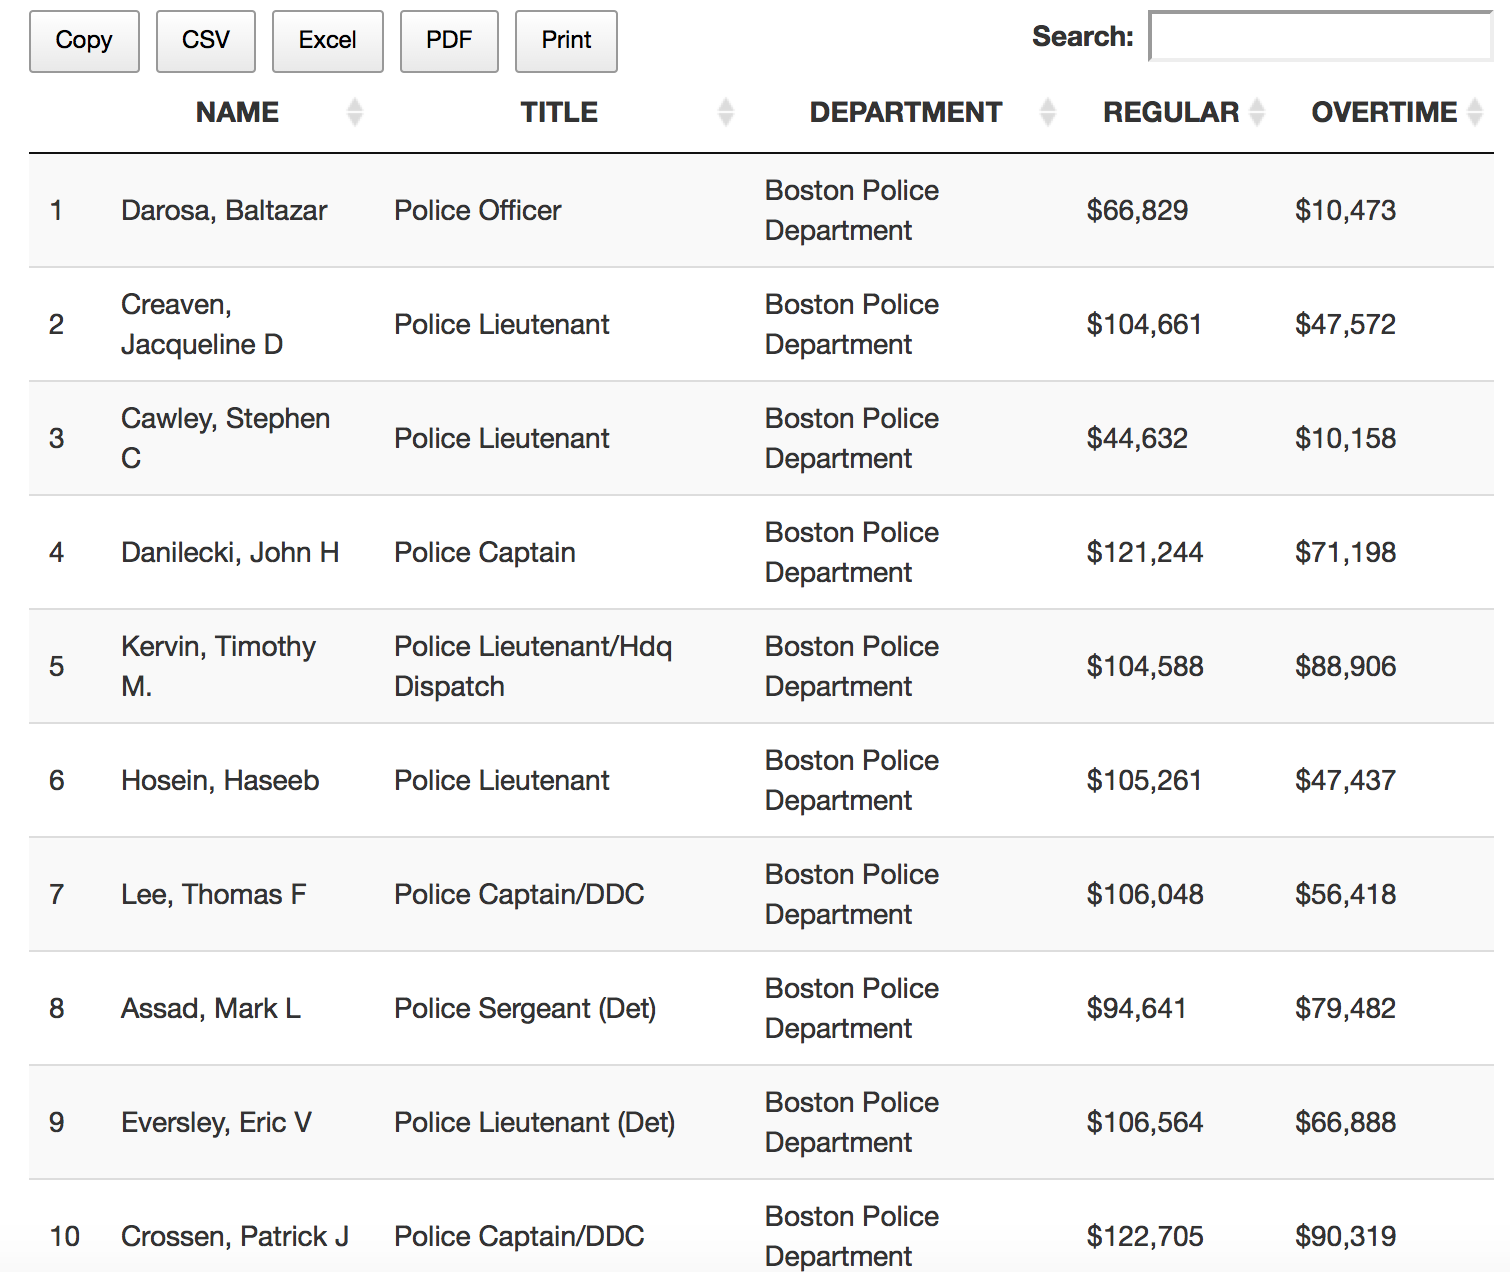 Copy CSV Excel PDF Print Search:
NAME TITLE DEPARTMENT REGULAR OVERTIME
1 Darosa, Baltazar Police Officer Boston Police $66,829 $10,473
Department
2 Creaven, Police Lieutenant Boston Police $104,661 $47,572
Jacqueline D Department
3 Cawley, Stephen Police Lieutenant Boston Police $44,632 $10,158
C Department
4 Danilecki, John H Police Captain Boston Police $121,244 $71,198
Department
5 Kervin, Timothy Police Lieutenant/Hdq Boston Police $104,588 $88,906
M. Dispatch Department
6 Hosein, Haseeb Police Lieutenant Boston Police $105,261 $47,437
Department
7 Lee, Thomas F Police Captain/DDC Boston Police $106,048 $56,418
Department
8 Assad, Mark L Police Sergeant (Det) Boston Police $94,641 $79,482
Department
9 Eversley, Eric V Police Lieutenant (Det) Boston Police $106,564 $66,888
Department
10 Crossen, Patrick J Police Captain/DDC Boston Police $122,705 $90,319
Department